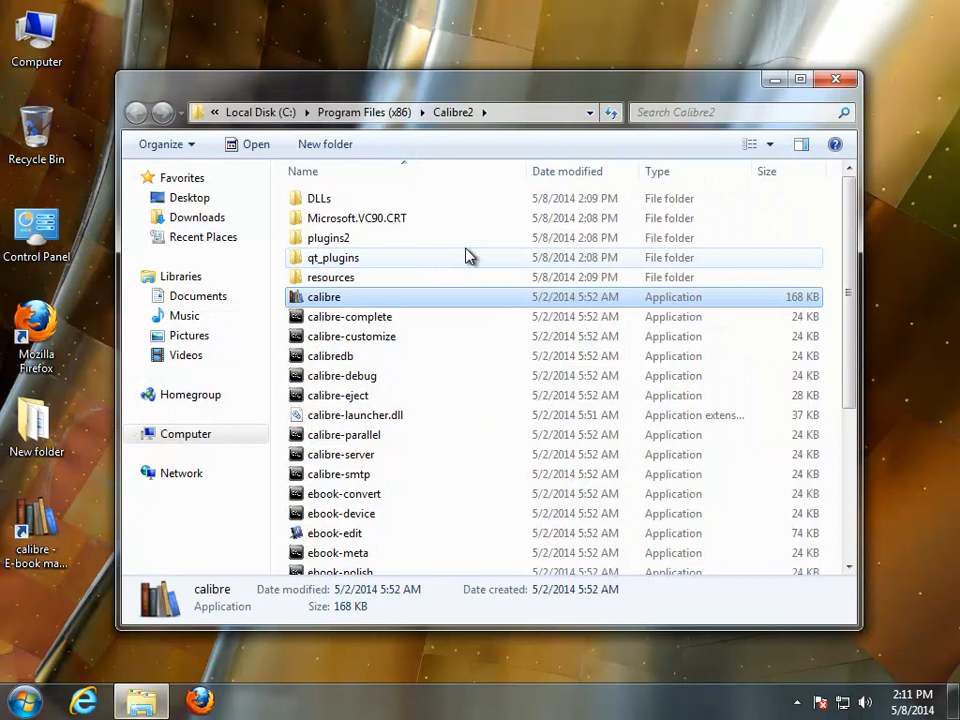 Computer
Recycle Bin
Control Panel
Mozilla
Firefox
New folder
calibre -
E-book ma...
« Local Disk (C:) Program Files (x86) Calibre2
Search Calibre2
Organize Open New folder
Name Date modified Type Size
Favorites
Desktop
Downloads
Recent Places
Libraries
Documents
Music
Pictures
Videos
Homegroup
Computer
Network
DLLs 5/8/2014 2:09 PM File folder
Microsoft.VC90.CRT 5/8/2014 2:08 PM File folder
plugins2 5/8/2014 2:08 PM File folder
qt_plugins 5/8/2014 2:08 PM File folder
resources 5/8/2014 2:09 PM File folder
calibre 5/2/2014 5:52 AM Application 168 KB
calibre-complete 5/2/2014 5:52 AM Application 24 KB
calibre-customize 5/2/2014 5:52 AM Application 24 KB
calibredb 5/2/2014 5:52 AM Application 24 KB
calibre-debug 5/2/2014 5:52 AM Application 24 KB
calibre-eject 5/2/2014 5:52 AM Application 28 KB
calibre-launcher.dll 5/2/2014 5:51 AM Application extens... 37 KB
calibre-parallel 5/2/2014 5:52 AM Application 24 KB
calibre-server 5/2/2014 5:52 AM Application 24 KB
calibre-smtp 5/2/2014 5:52 AM Application 24 KB
ebook-convert 5/2/2014 5:52 AM Application 24 KB
ebook-device 5/2/2014 5:52 AM Application 24 KB
ebook-edit 5/2/2014 5:52 AM Application 74 KB
ebook-meta 5/2/2014 5:52 AM Application 24 KB
ebook-polish 5/2/2014 5:52 AM Application 24 KB
calibre Date modified: 5/2/2014 5:52 AM Date created: 5/2/2014 5:52 AM
Application Size: 168 KB
2:11 PM
5/8/2014